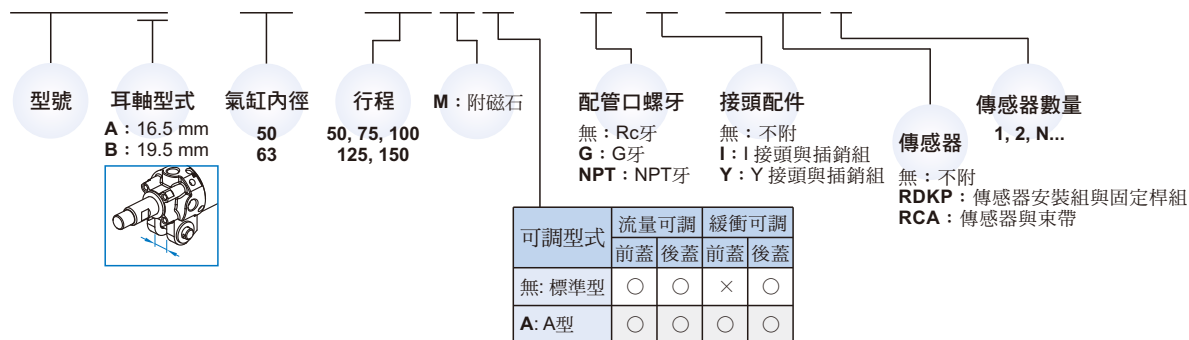 型號
耳軸型式
A：16.5 mm
B：19.5 mm
氣缸內徑
50
63
行程
50, 75, 100
125, 150
M：附磁石
配管口螺牙
無：Rc牙
G：G牙
NPT：NPT牙
接頭配件
無：不附
I：I 接頭與插銷組
Y：Y 接頭與插銷組
傳感器
無：不附
RDKP：傳感器安裝組與固定桿組
RCA：傳感器與束帶
傳感器數量
1, 2, N...
可調型式 流量可調 緩衝可調
前蓋 後蓋 前蓋 後蓋
無: 標準型 ○ ○ × ○
A: A型 ○ ○ ○ ○